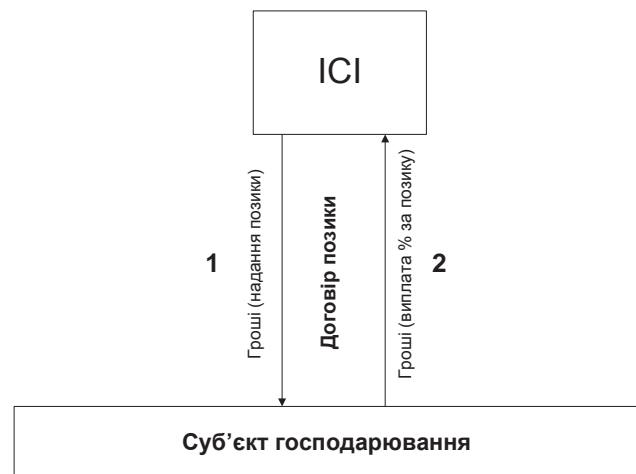 ІСІ
1
Гроші (надання позики)
Договір позики
Гроші (виплата % за позику)
2
Суб’єкт господарювання